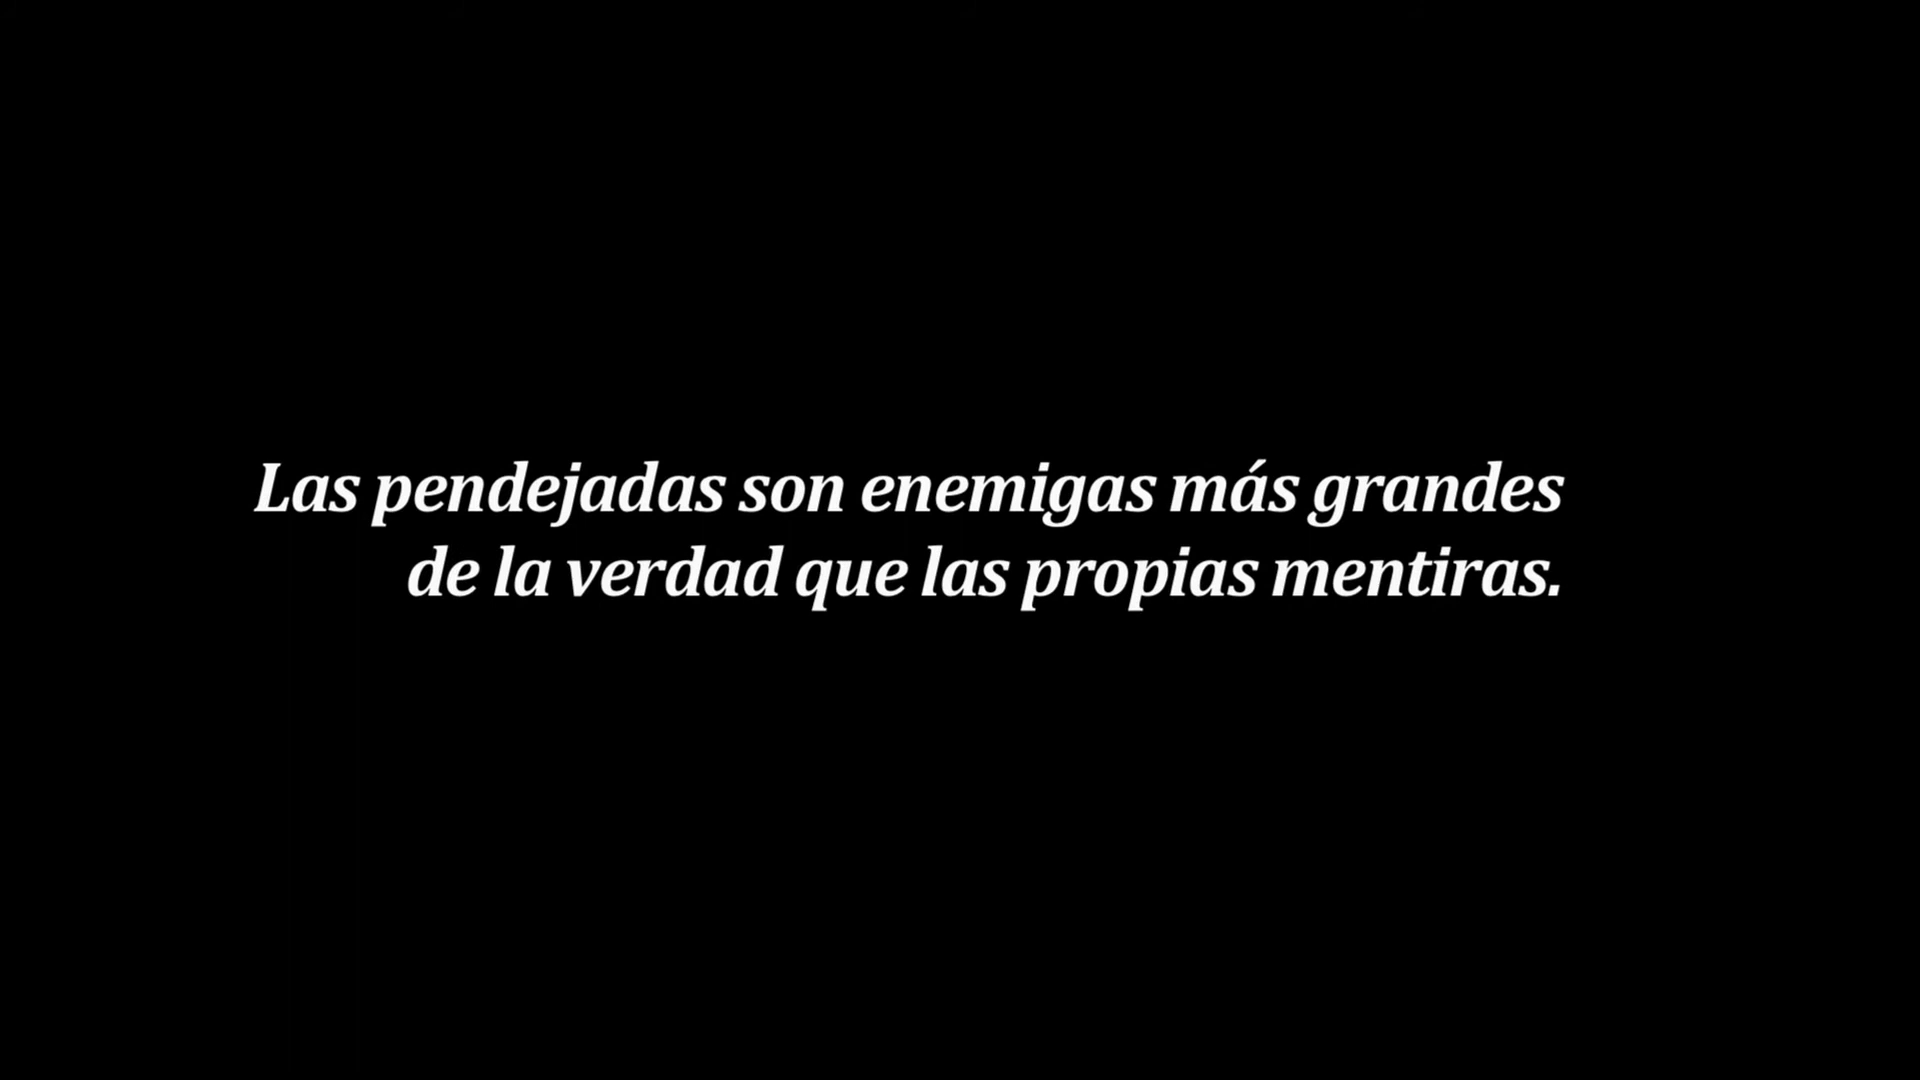 Las pendejadas son enemigas más grandes
de la verdad que las propias mentiras.